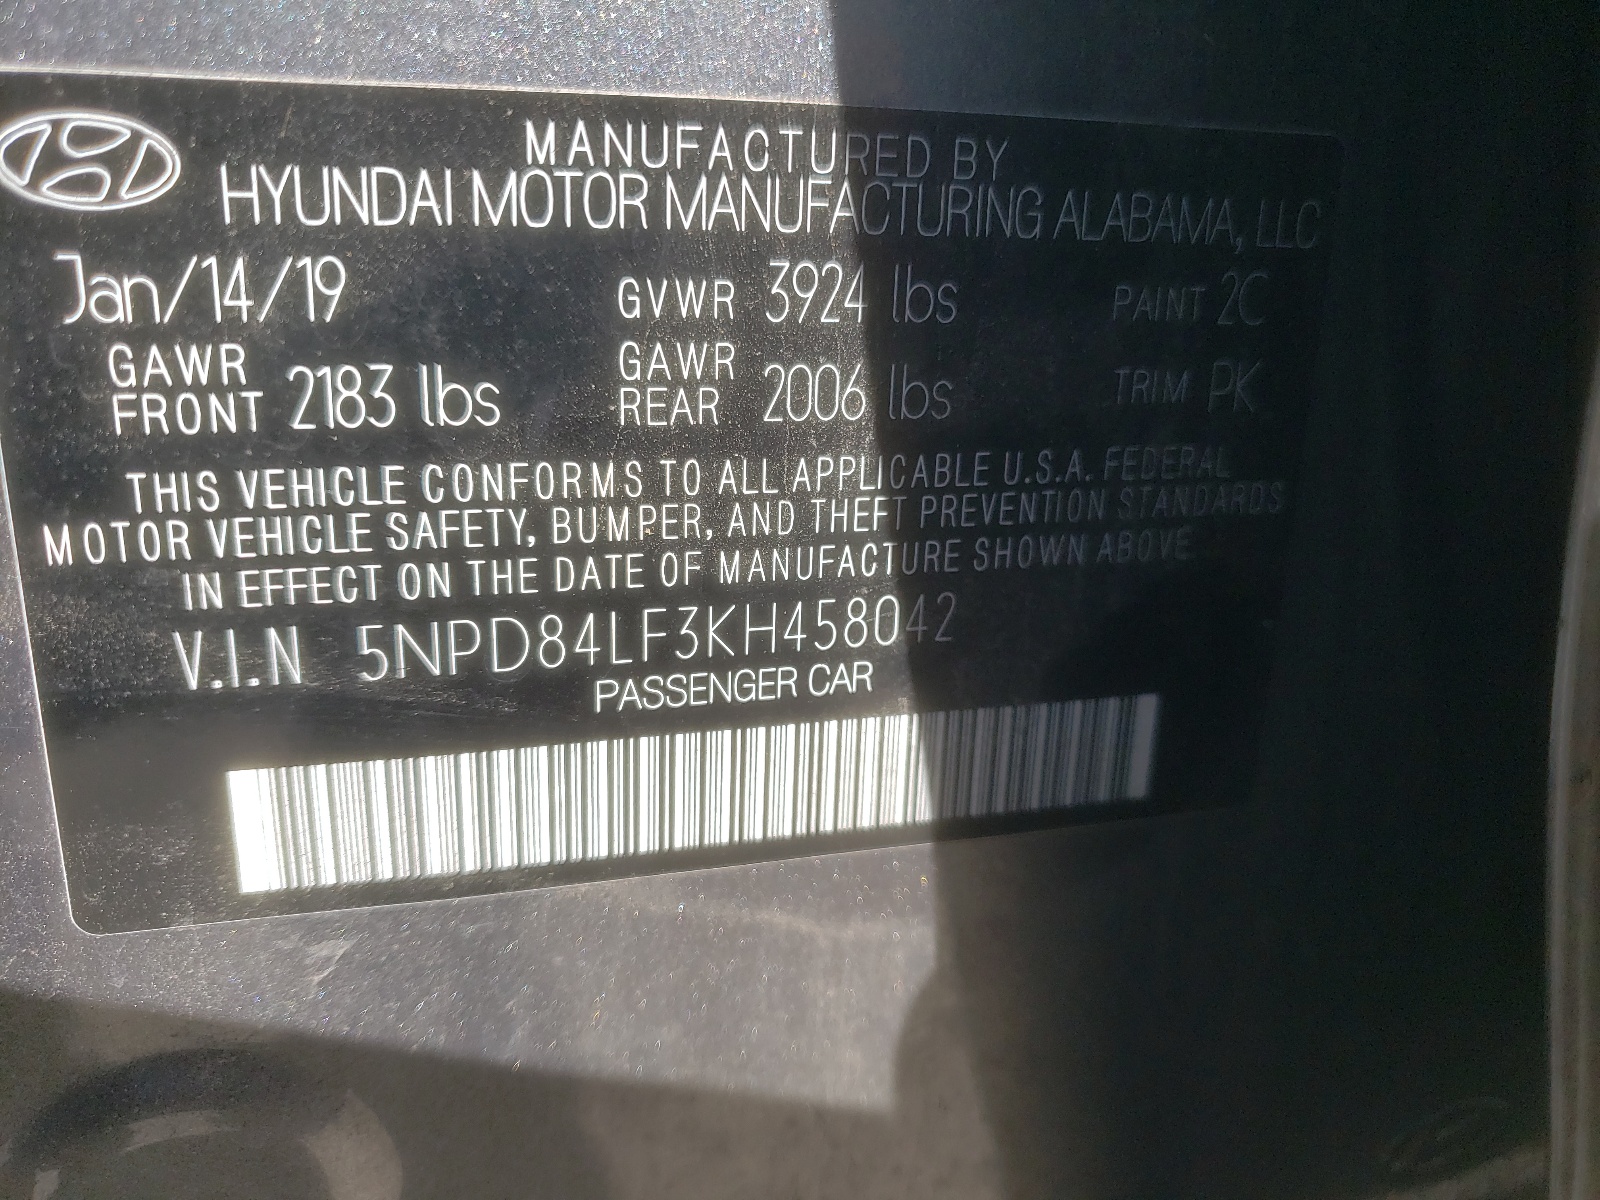 MANUFACTURED BY
HYUNDAI MOTOR MANUFACTURING ALABAMA, LLC
Jan/14/19 GVWR 3924 lbs PAINT 2C
GAWR FRONT 2183 lbs GAWR REAR 2006 lbs TRIM PK
THIS VEHICLE CONFORMS TO ALL APPLICABLE U.S.A. FEDERAL
MOTOR VEHICLE SAFETY, BUMPER, AND THEFT PREVENTION STANDARDS
IN EFFECT ON THE DATE OF MANUFACTURE SHOWN ABOVE
V.I.N 5NPD84LF3KH458042
PASSENGER CAR